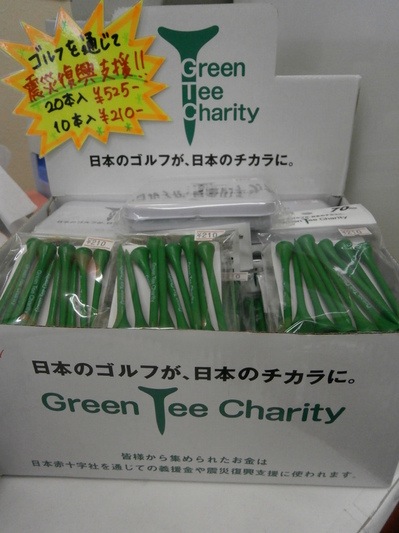 ゴルフを通じて
震災復興支援!!
20本入 ¥525-
10本入 ¥210-
Green
Tee
Charity
日本のゴルフが、日本のチカラに。
¥210
¥210
¥210
日本のゴルフが、日本のチカラに。
Green Tee Charity
皆様から集められたお金は
日本赤十字社を通じての義援金や震災復興支援に使われます。